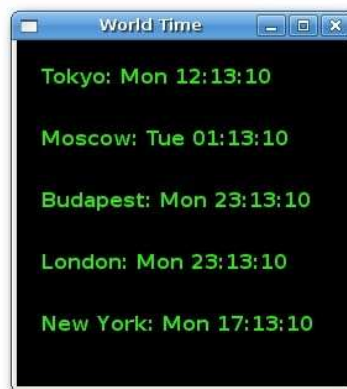 World Time
Tokyo: Mon 12:13:10
Moscow: Tue 01:13:10
Budapest: Mon 23:13:10
London: Mon 23:13:10
New York: Mon 17:13:10